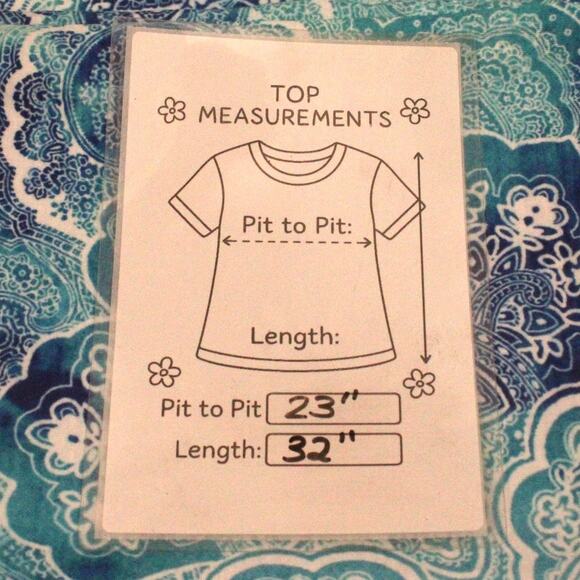 TOP
MEASUREMENTS
Pit to Pit:
Length:
Pit to Pit 23"
Length: 32"